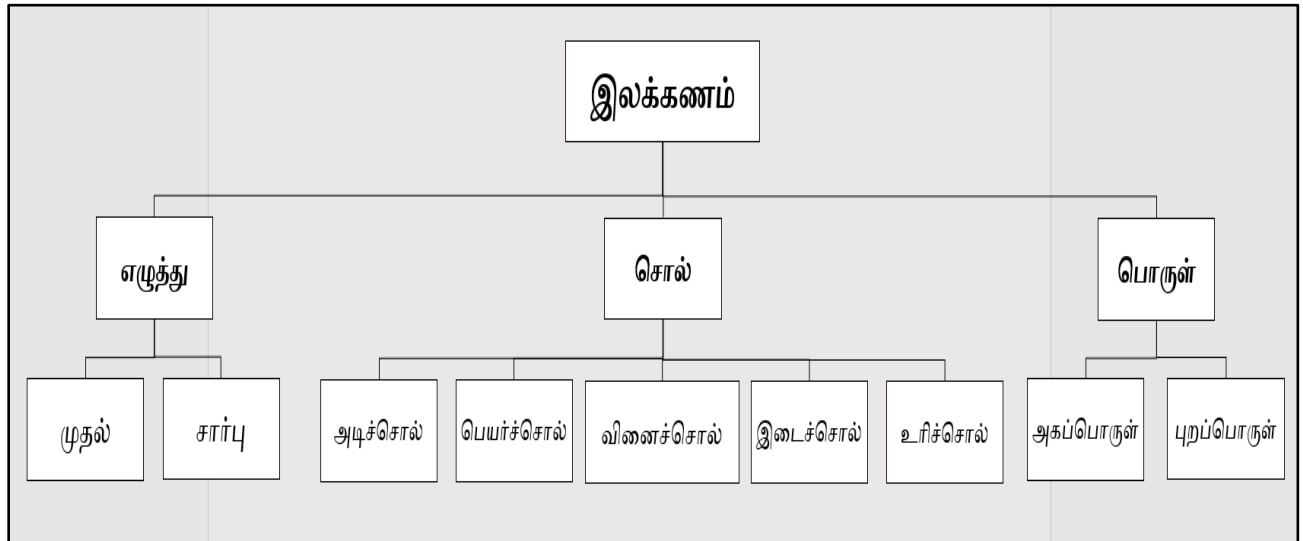 இலக்கணம்
எழுத்து
சொல்
பொருள்
முதல்
சார்பு
அடிச்சொல்
பெயர்ச்சொல்
வினைச்சொல்
இடைச்சொல்
உரிச்சொல்
அகப்பொருள்
புறப்பொருள்